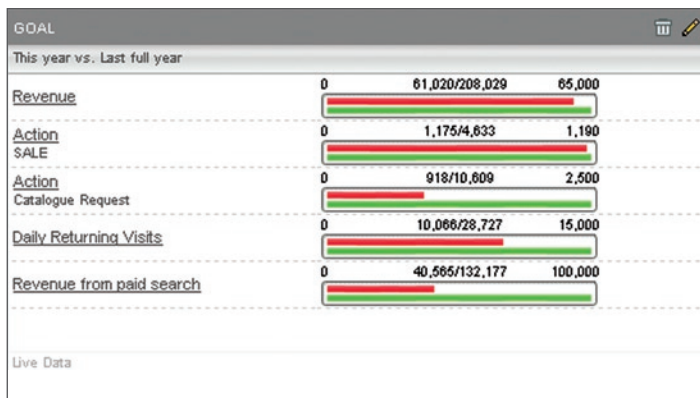 GOAL
This year vs. Last full year
Revenue
0 61,020/208,029 65,000
Action
SALE
0 1,175/4,633 1,190
Action
Catalogue Request
0 918/10,609 2,500
Daily Returning Visits
0 10,066/28,727 15,000
Revenue from paid search
0 40,565/132,177 100,000
Live Data